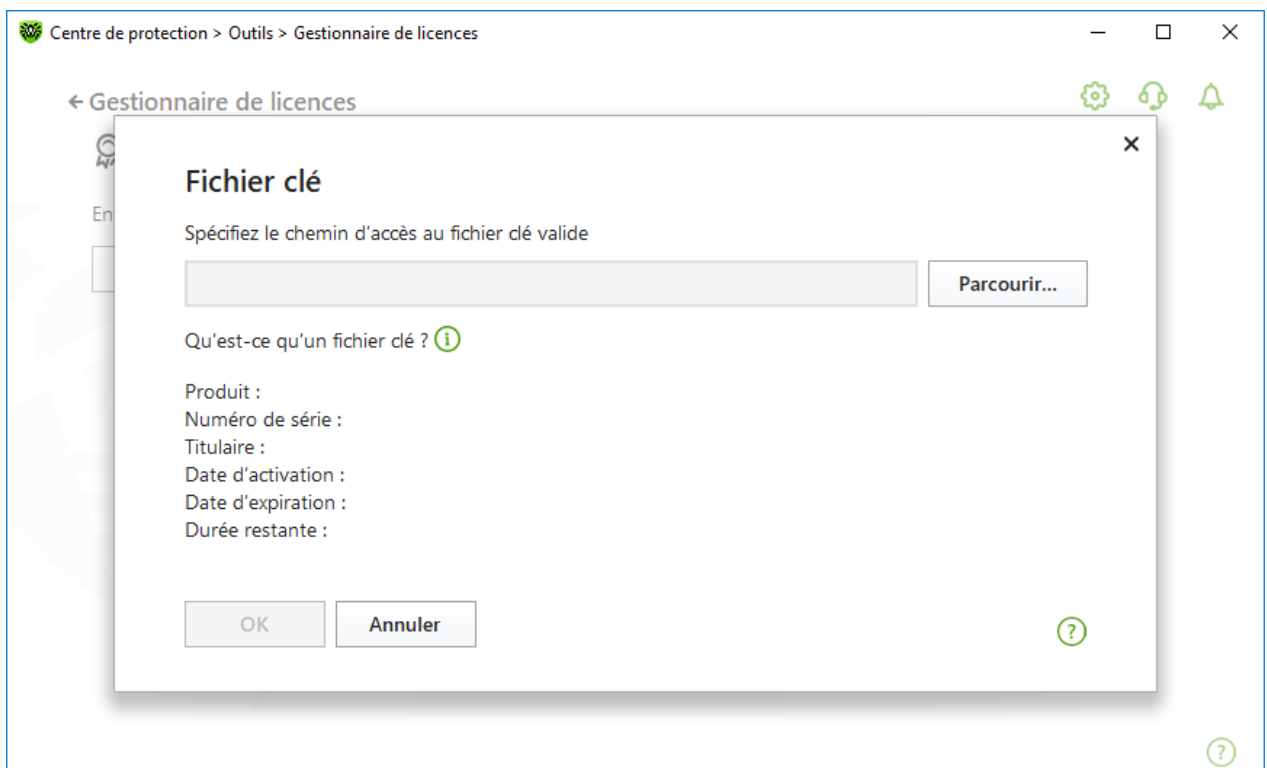 Centre de protection > Outils > Gestionnaire de licences
Gestionnaire de licences
Fichier clé
Spécifiez le chemin d'accès au fichier clé valide
Parcourir...
Qu'est-ce qu'un fichier clé ?
Produit :
Numéro de série :
Titulaire :
Date d'activation :
Date d'expiration :
Durée restante :
OK
Annuler